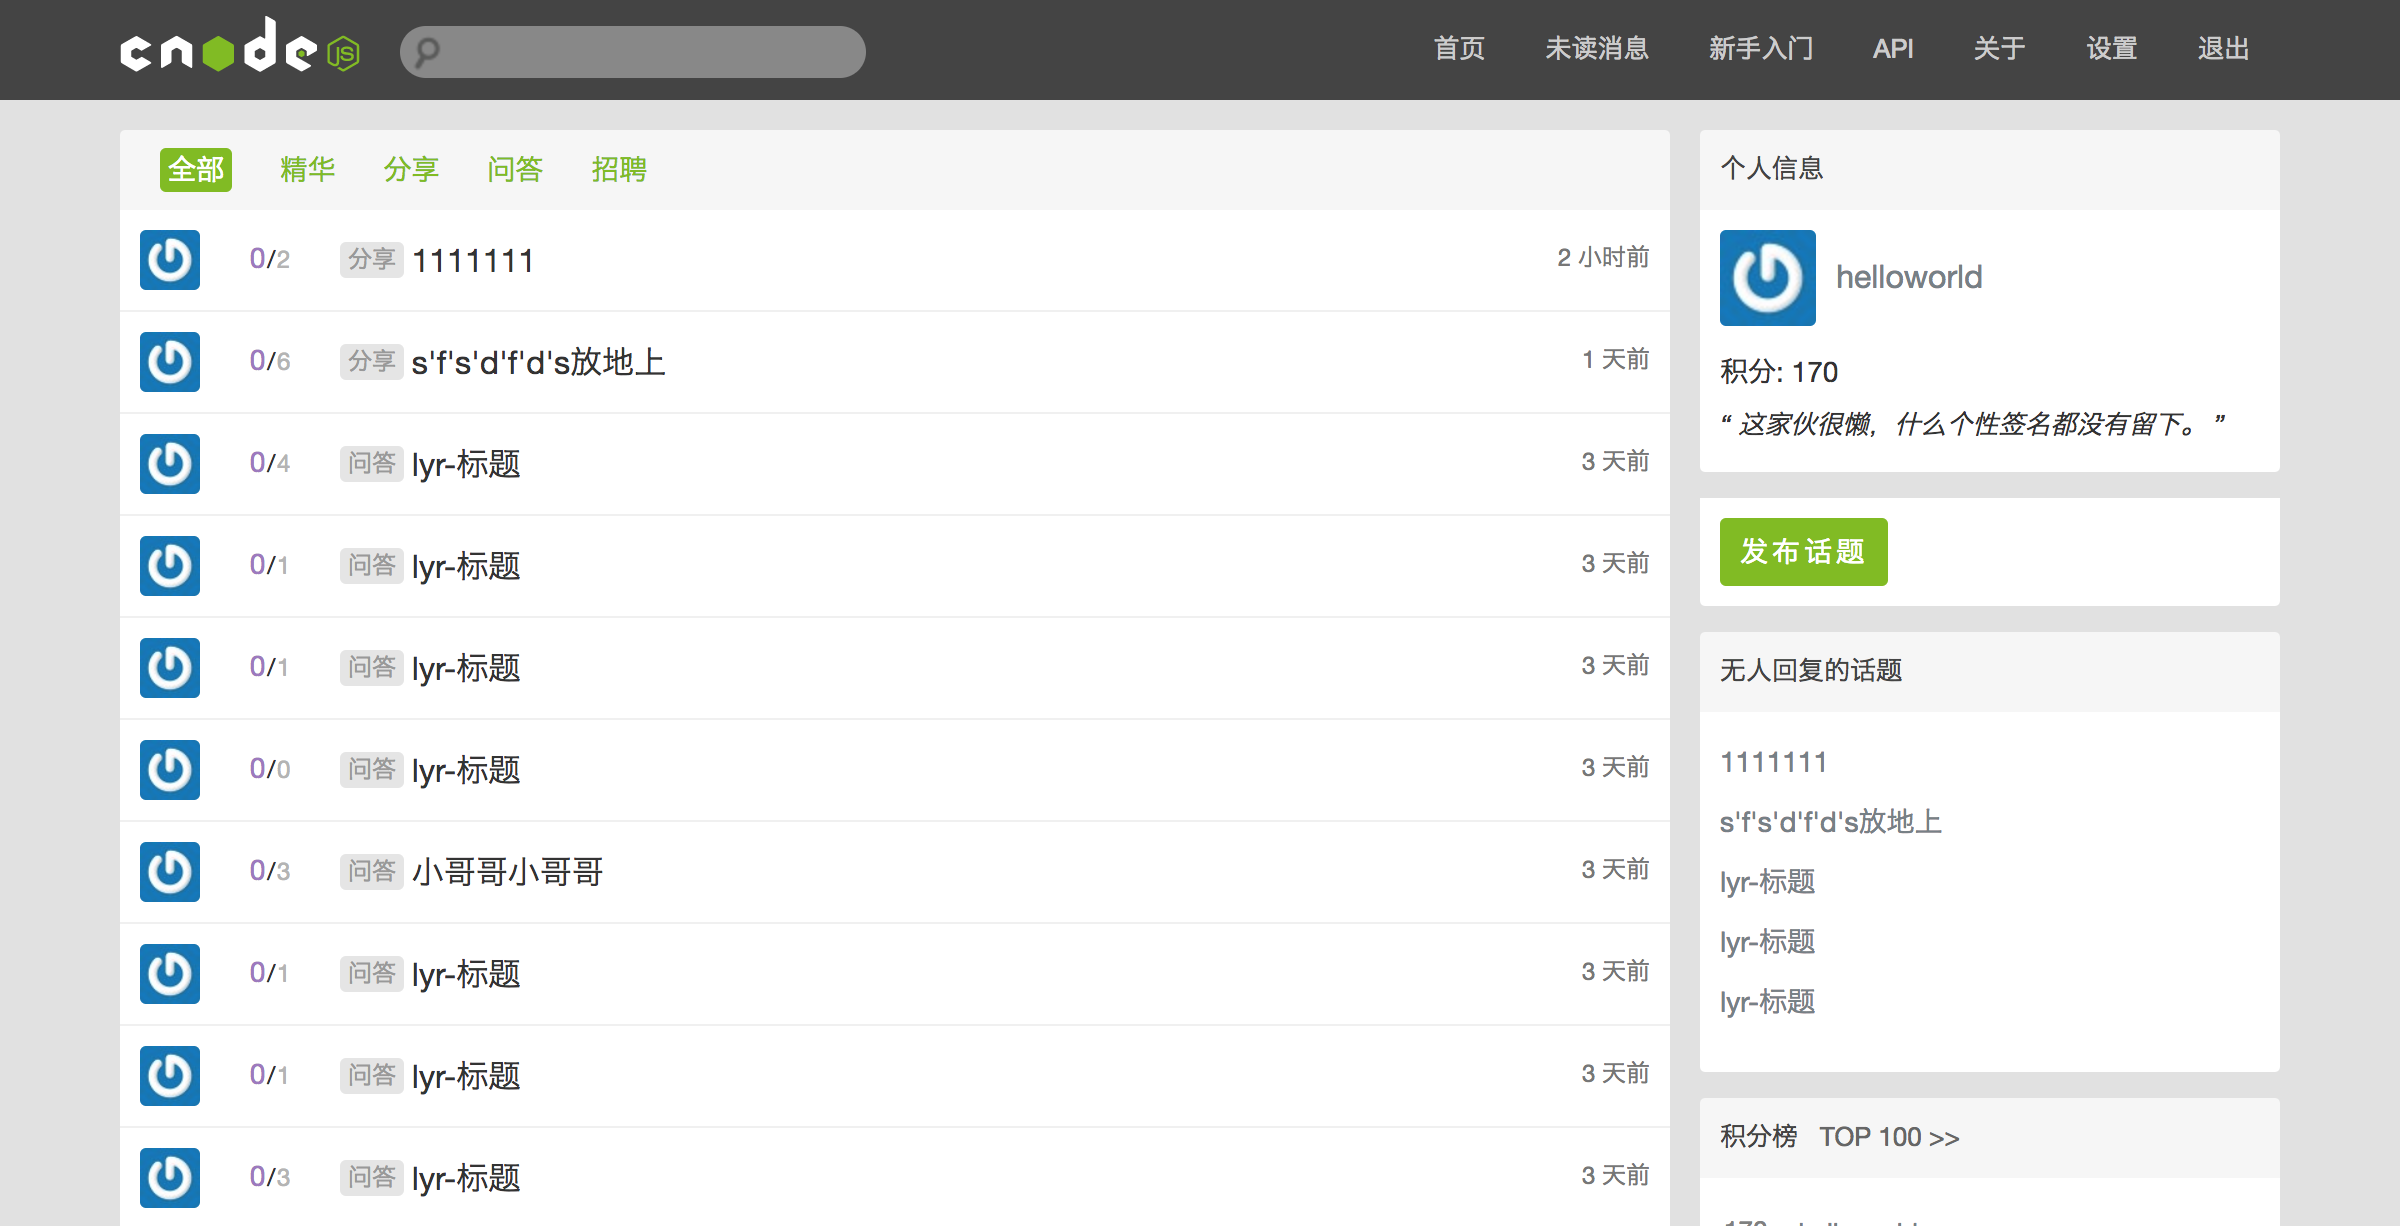 cnode JS
首页 未读消息 新手入门 API 关于 设置 退出
全部 精华 分享 问答 招聘
0/2 分享 1111111 2 小时前
0/6 分享 s'f's'd'f'd's放地上 1 天前
0/4 问答 lyr-标题 3 天前
0/1 问答 lyr-标题 3 天前
0/1 问答 lyr-标题 3 天前
0/0 问答 lyr-标题 3 天前
0/3 问答 小哥哥小哥哥 3 天前
0/1 问答 lyr-标题 3 天前
0/1 问答 lyr-标题 3 天前
0/3 问答 lyr-标题 3 天前
个人信息
helloworld
积分: 170
“ 这家伙很懒，什么个性签名都没有留下。 ”
发布话题
无人回复的话题
1111111
s'f's'd'f'd's放地上
lyr-标题
lyr-标题
lyr-标题
积分榜 TOP 100 >>